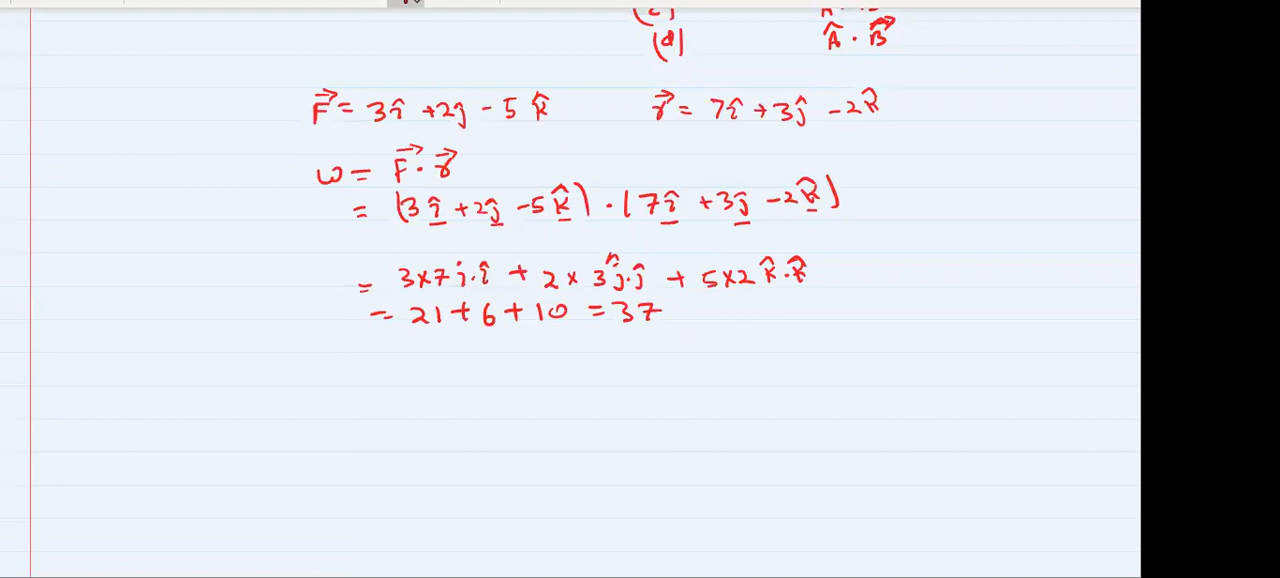 (c)
(d) Â · B⃗
F⃗ = 3î + 2ĵ - 5k̂ r⃗ = 7î + 3ĵ - 2k̂
w = F⃗ · r⃗
= (3î + 2ĵ - 5k̂) · (7î + 3ĵ - 2k̂)
= 3×7 î·î + 2×3 ĵ·ĵ + 5×2 k̂·k̂
= 21 + 6 + 10 = 37